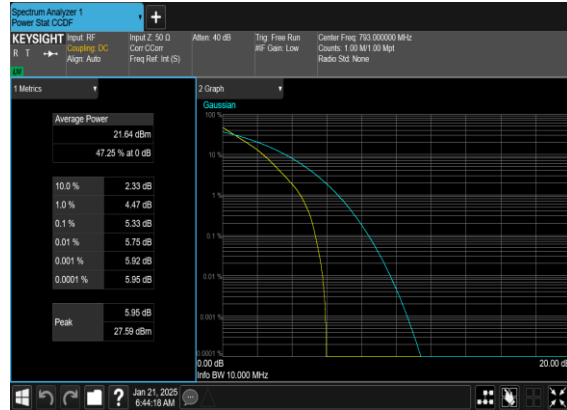 Spectrum Analyzer 1
Power Stat CCDF
KEYSIGHT
R T
Input: RF
Coupling: DC
Align: Auto
Input Z: 50 Ω
Corr CCorr
Freq Ref: Int (S)
Atten: 40 dB
Trig: Free Run
#IF Gain: Low
Center Freq: 793.000000 MHz
Counts: 1.00 M/1.00 Mpt
Radio Std: None
1 Metrics
Average Power
21.64 dBm
47.25 % at 0 dB
10.0 % 2.33 dB
1.0 % 4.47 dB
0.1 % 5.33 dB
0.01 % 5.75 dB
0.001 % 5.92 dB
0.0001 % 5.95 dB
Peak 5.95 dB
27.59 dBm
2 Graph
Gaussian
100 %
10 %
1 %
0.1 %
0.01 %
0.001 %
0.0001 %
0.00 dB
20.00 dB
Info BW 10.000 MHz
Jan 21, 2025
6:44:18 AM